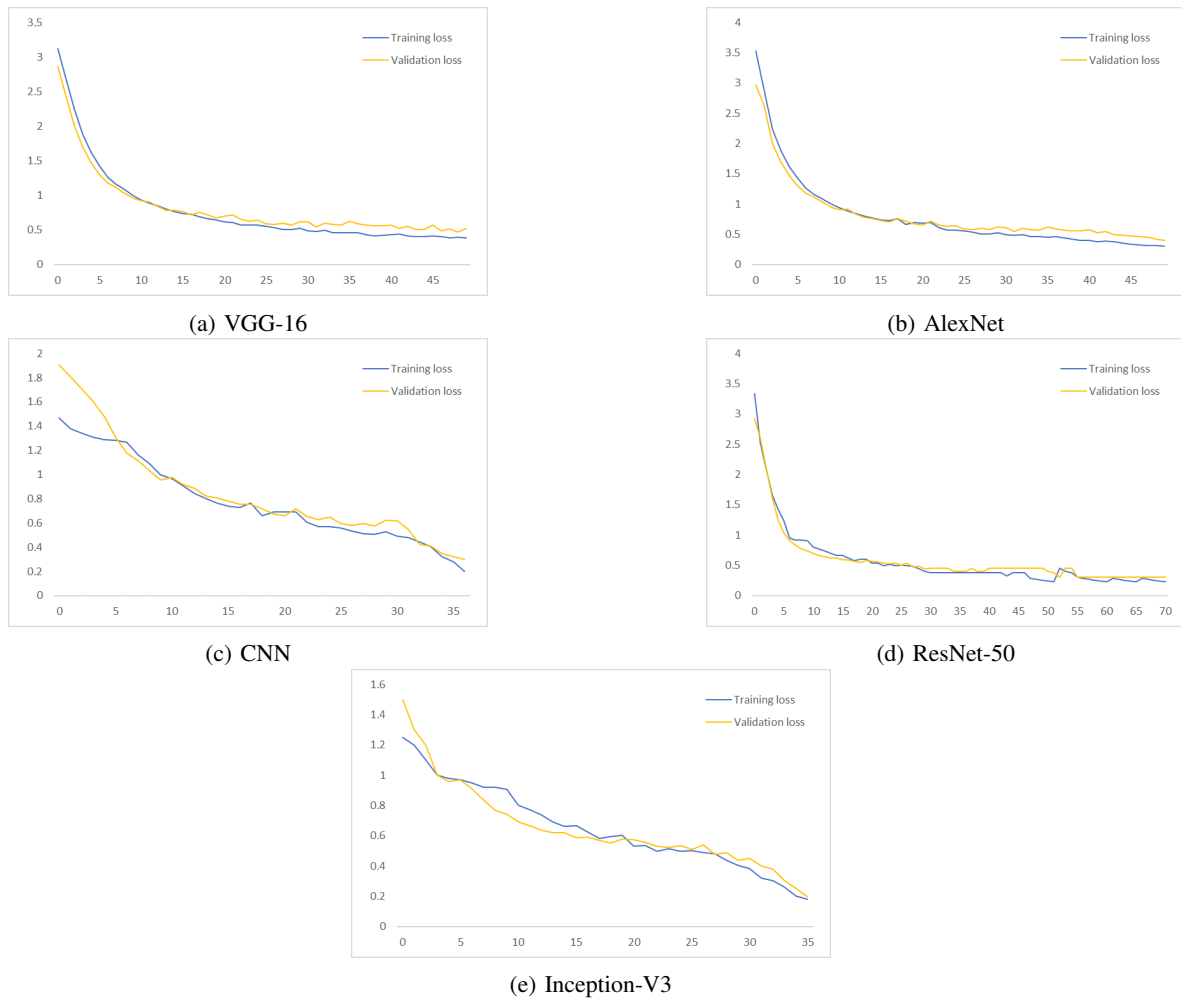 3.5
3
2.5
2
1.5
1
0.5
0
0 5 10 15 20 25 30 35 40 45
Training loss
Validation loss
(a) VGG-16
4
3.5
3
2.5
2
1.5
1
0.5
0
0 5 10 15 20 25 30 35 40 45
Training loss
Validation loss
(b) AlexNet
2
1.8
1.6
1.4
1.2
1
0.8
0.6
0.4
0.2
0
0 5 10 15 20 25 30 35
Training loss
Validation loss
(c) CNN
4
3.5
3
2.5
2
1.5
1
0.5
0
0 5 10 15 20 25 30 35 40 45 50 55 60 65 70
Training loss
Validation loss
(d) ResNet-50
1.6
1.4
1.2
1
0.8
0.6
0.4
0.2
0
0 5 10 15 20 25 30 35
Training loss
Validation loss
(e) Inception-V3